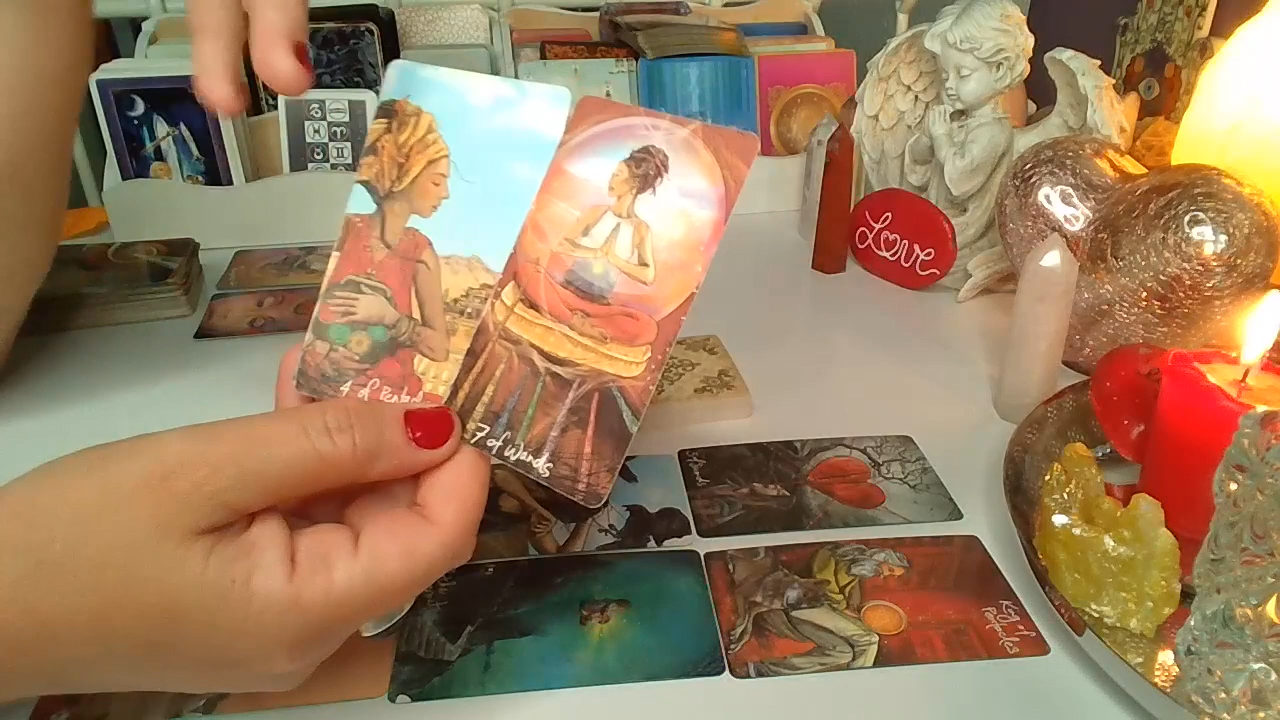 4 of Pentacles
7 of Wands
Love
King of
Pentacles